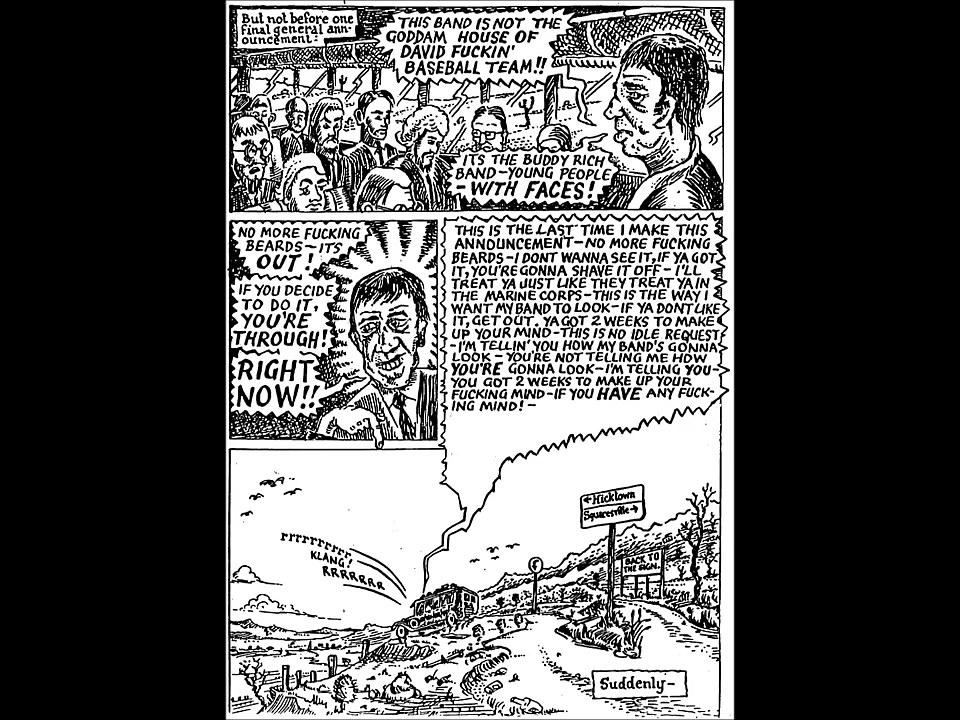 But not before one
final general ann-
ouncement:
THIS BAND IS NOT THE
GODDAM HOUSE OF
DAVID FUCKIN'
BASEBALL TEAM!!
ITS THE BUDDY RICH
BAND-YOUNG PEOPLE
-WITH FACES!
NO MORE FUCKING
BEARDS-ITS
OUT!
IF YOU DECIDE
TO DO IT,
YOU'RE
THROUGH!
RIGHT
NOW!!
THIS IS THE LAST TIME I MAKE THIS
ANNOUNCEMENT-NO MORE FUCKING
BEARDS-I DONT WANNA SEE IT, IF YA GOT
IT, YOU'RE GONNA SHAVE IT OFF-I'LL
TREAT YA JUST LIKE THEY TREAT YA IN
THE MARINE CORPS-THIS IS THE WAY I
WANT MY BAND TO LOOK-IF YA DONT LIKE
IT, GET OUT. YA GOT 2 WEEKS TO MAKE
UP YOUR MIND-THIS IS NO IDLE REQUEST
-I'M TELLIN' YOU HOW MY BAND'S GONNA
LOOK-YOU'RE NOT TELLING ME HOW
YOU'RE GONNA LOOK-I'M TELLING YOU-
YOU GOT 2 WEEKS TO MAKE UP YOUR
FUCKING MIND-IF YOU HAVE ANY FUCK-
ING MIND!-
rrrrrrrrrr
KLANG!
RRRRRRR
←Hicktown
Squaresville→
BACK TO
THE SIGN.
Suddenly-